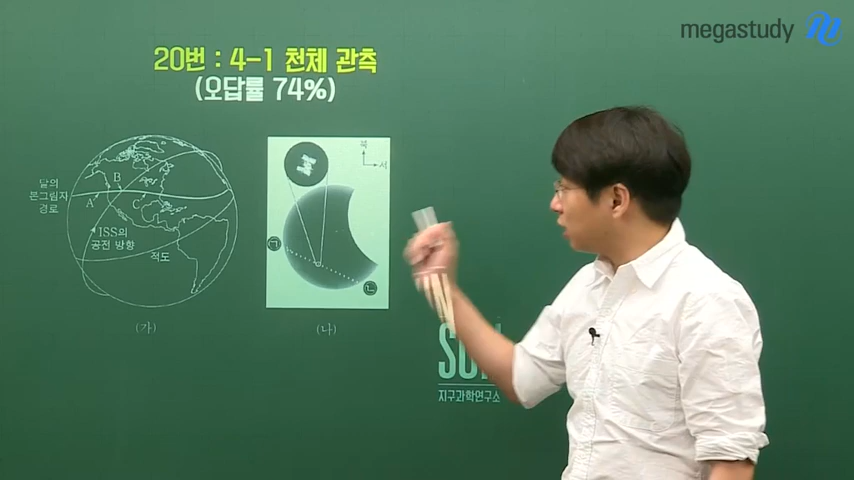 megastudy
20번 : 4-1 천체 관측
(오답률 74%)
달의
본그림자
경로
A
B
C
ISS의
공전 방향
적도
(가)
북
서
㉠
㉡
(나)
지구과학연구소